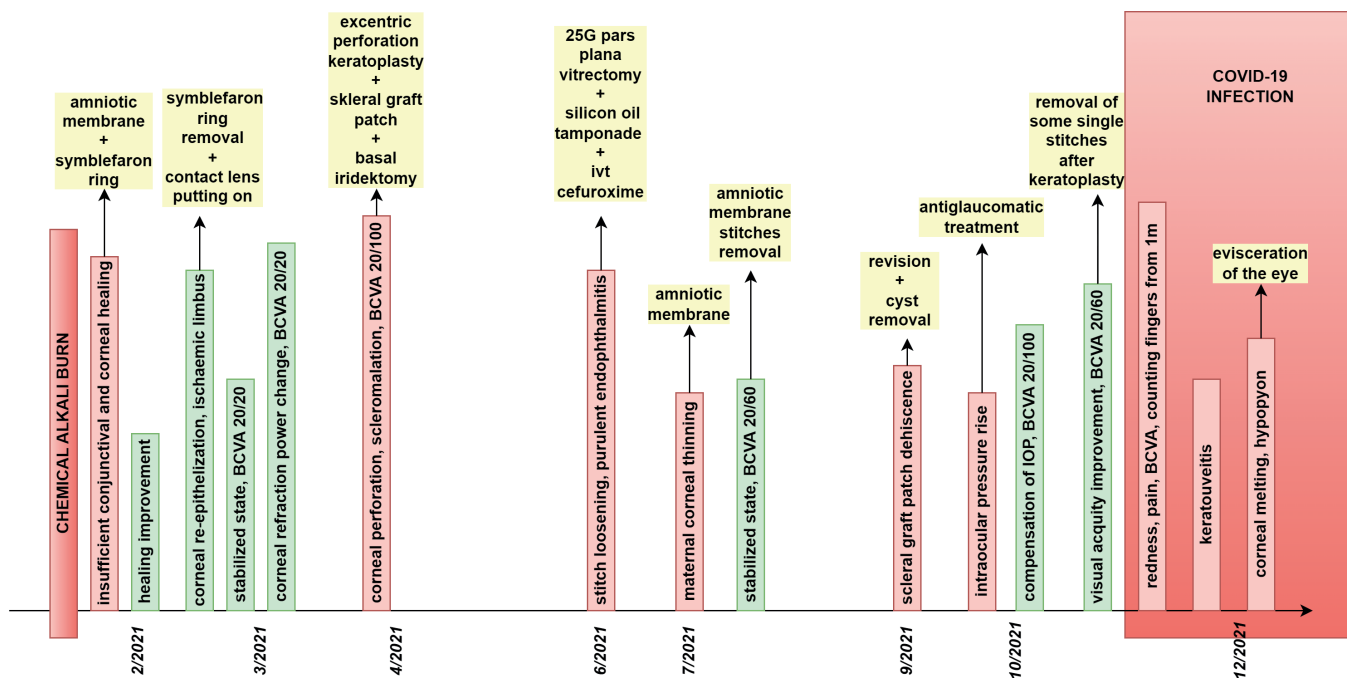 CHEMICAL ALKALI BURN
amniotic
membrane
+
symblefaron
ring
insufficient conjunctival and corneal healing
healing improvement
symblefaron
ring
removal
+
contact lens
putting on
corneal re-epithelization, ischaemic limbus
stabilized state, BCVA 20/20
corneal refraction power change, BCVA 20/20
excentric
perforation
keratoplasty
+
skleral graft
patch
+
basal
iridektomy
corneal perforation, scleromalation, BCVA 20/100
25G pars
plana
vitrectomy
+
silicon oil
tamponade
+
ivt
cefuroxime
stitch loosening, purulent endophthalmitis
amniotic
membrane
maternal corneal thinning
amniotic
membrane
stitches
removal
stabilized state, BCVA 20/60
revision
+
cyst
removal
scleral graft patch dehiscence
antiglaucomatic
treatment
intraocular pressure rise
compensation of IOP, BCVA 20/100
removal of
some single
stitches
after
keratoplasty
visual acquity improvement, BCVA 20/60
COVID-19
INFECTION
redness, pain, BCVA, counting fingers from 1m
keratouveitis
evisceration
of the eye
corneal melting, hypopyon
2/2021
3/2021
4/2021
6/2021
7/2021
9/2021
10/2021
12/2021